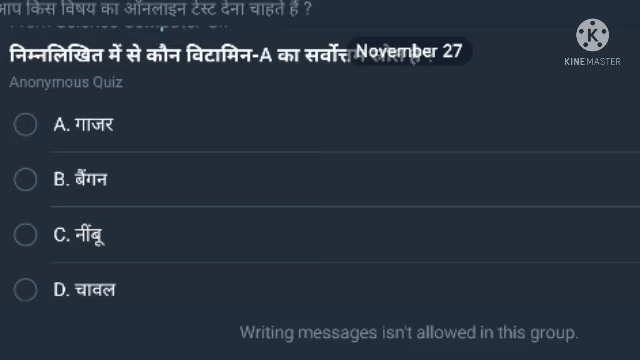 आप किस विषय का ऑनलाइन टेस्ट देना चाहते हैं ?
निम्नलिखित में से कौन विटामिन-A का सर्वोत्तम स्रोत है ?
November 27
K
KINEMASTER
Anonymous Quiz
A. गाजर
B. बैंगन
C. नींबू
D. चावल
Writing messages isn't allowed in this group.